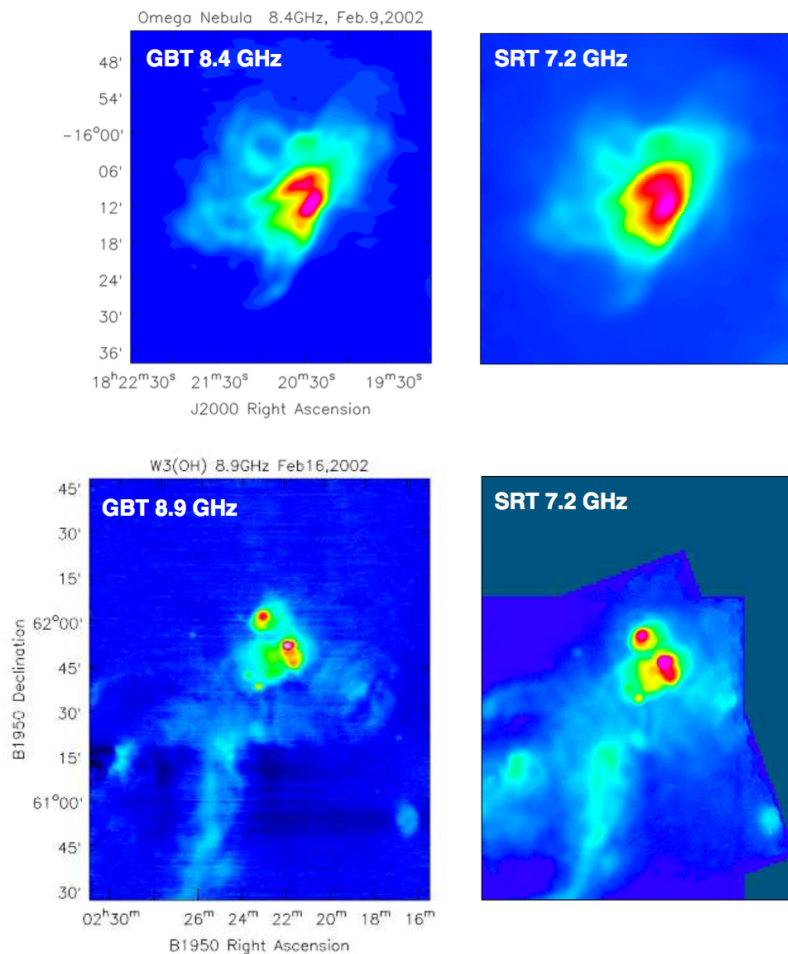 Omega Nebula 8.4GHz, Feb.9,2002
GBT 8.4 GHz
SRT 7.2 GHz
48'
54'
-16°00'
06'
12'
18'
24'
30'
36'
18ʰ22ᵐ30ˢ 21ᵐ30ˢ 20ᵐ30ˢ 19ᵐ30ˢ
J2000 Right Ascension
W3(OH) 8.9GHz Feb16,2002
GBT 8.9 GHz
SRT 7.2 GHz
B1950 Declination
45'
30'
15'
62°00'
45'
30'
15'
61°00'
45'
30'
02ʰ30ᵐ 26ᵐ 24ᵐ 22ᵐ 20ᵐ 18ᵐ 16ᵐ
B1950 Right Ascension